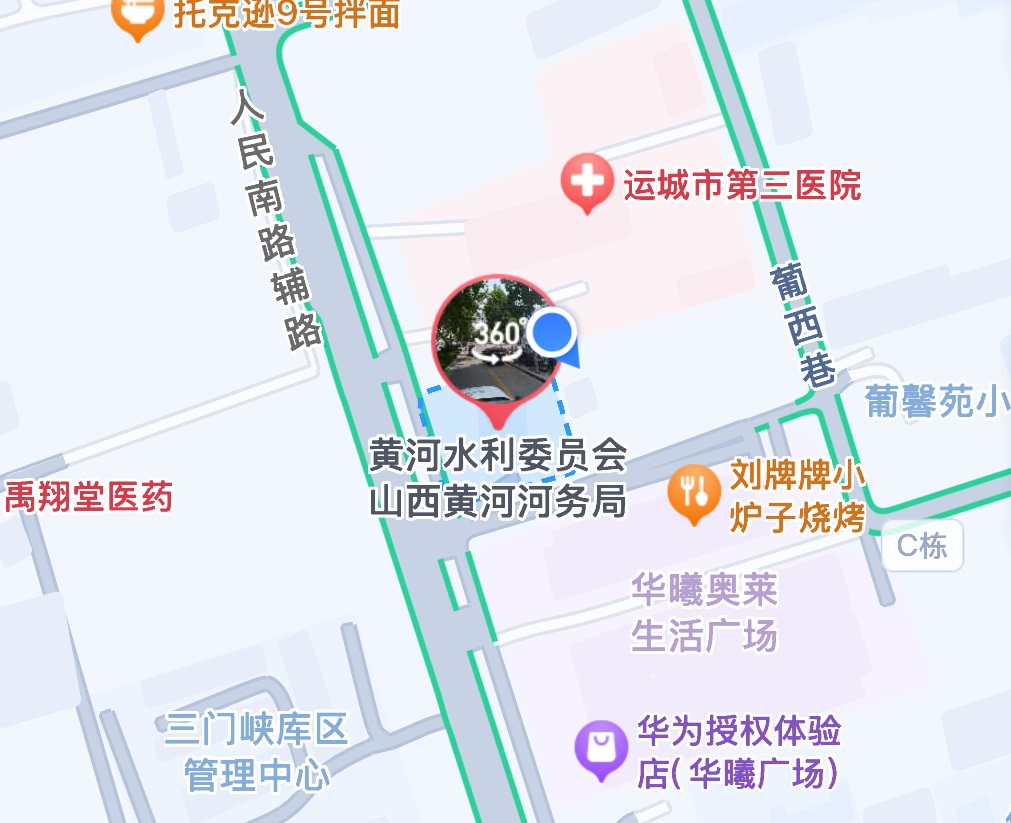 托克逊9号拌面
人民南路辅路
运城市第三医院
360°
葡西巷
葡馨苑小
黄河水利委员会
山西黄河河务局
刘牌牌小
炉子烧烤
禹翔堂医药
C栋
华曦奥莱
生活广场
三门峡库区
管理中心
华为授权体验
店(华曦广场)